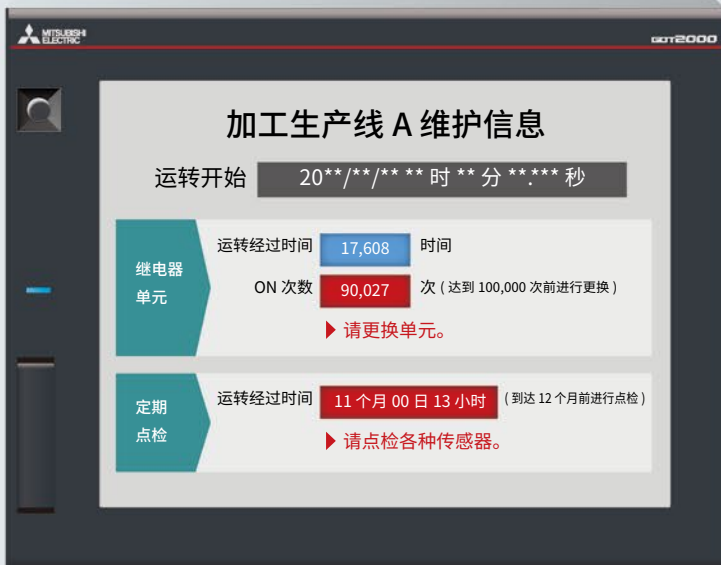 MITSUBISHI
ELECTRIC
GOT2000
加工生产线 A 维护信息
运转开始 20**/**/** ** 时 ** 分 **.*** 秒
继电器
单元
运转经过时间 17,608 时间
ON 次数 90,027 次 ( 达到 100,000 次前进行更换 )
请更换单元。
定期
点检
运转经过时间 11 个月 00 日 13 小时 ( 到达 12 个月前进行点检 )
请点检各种传感器。